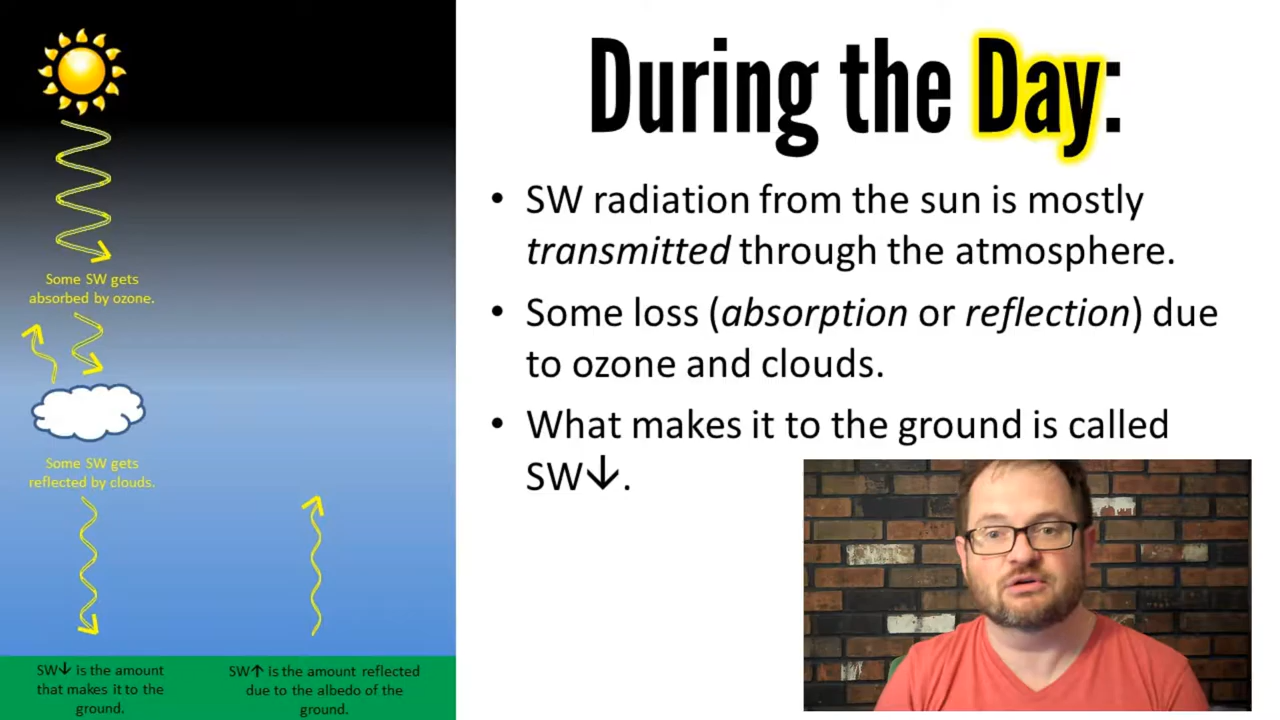 During the Day:
• SW radiation from the sun is mostly
transmitted through the atmosphere.
• Some loss (absorption or reflection) due
to ozone and clouds.
• What makes it to the ground is called
SW↓.
Some SW gets
absorbed by ozone.
Some SW gets
reflected by clouds.
SW↓ is the amount
that makes it to the
ground.
SW↑ is the amount reflected
due to the albedo of the
ground.